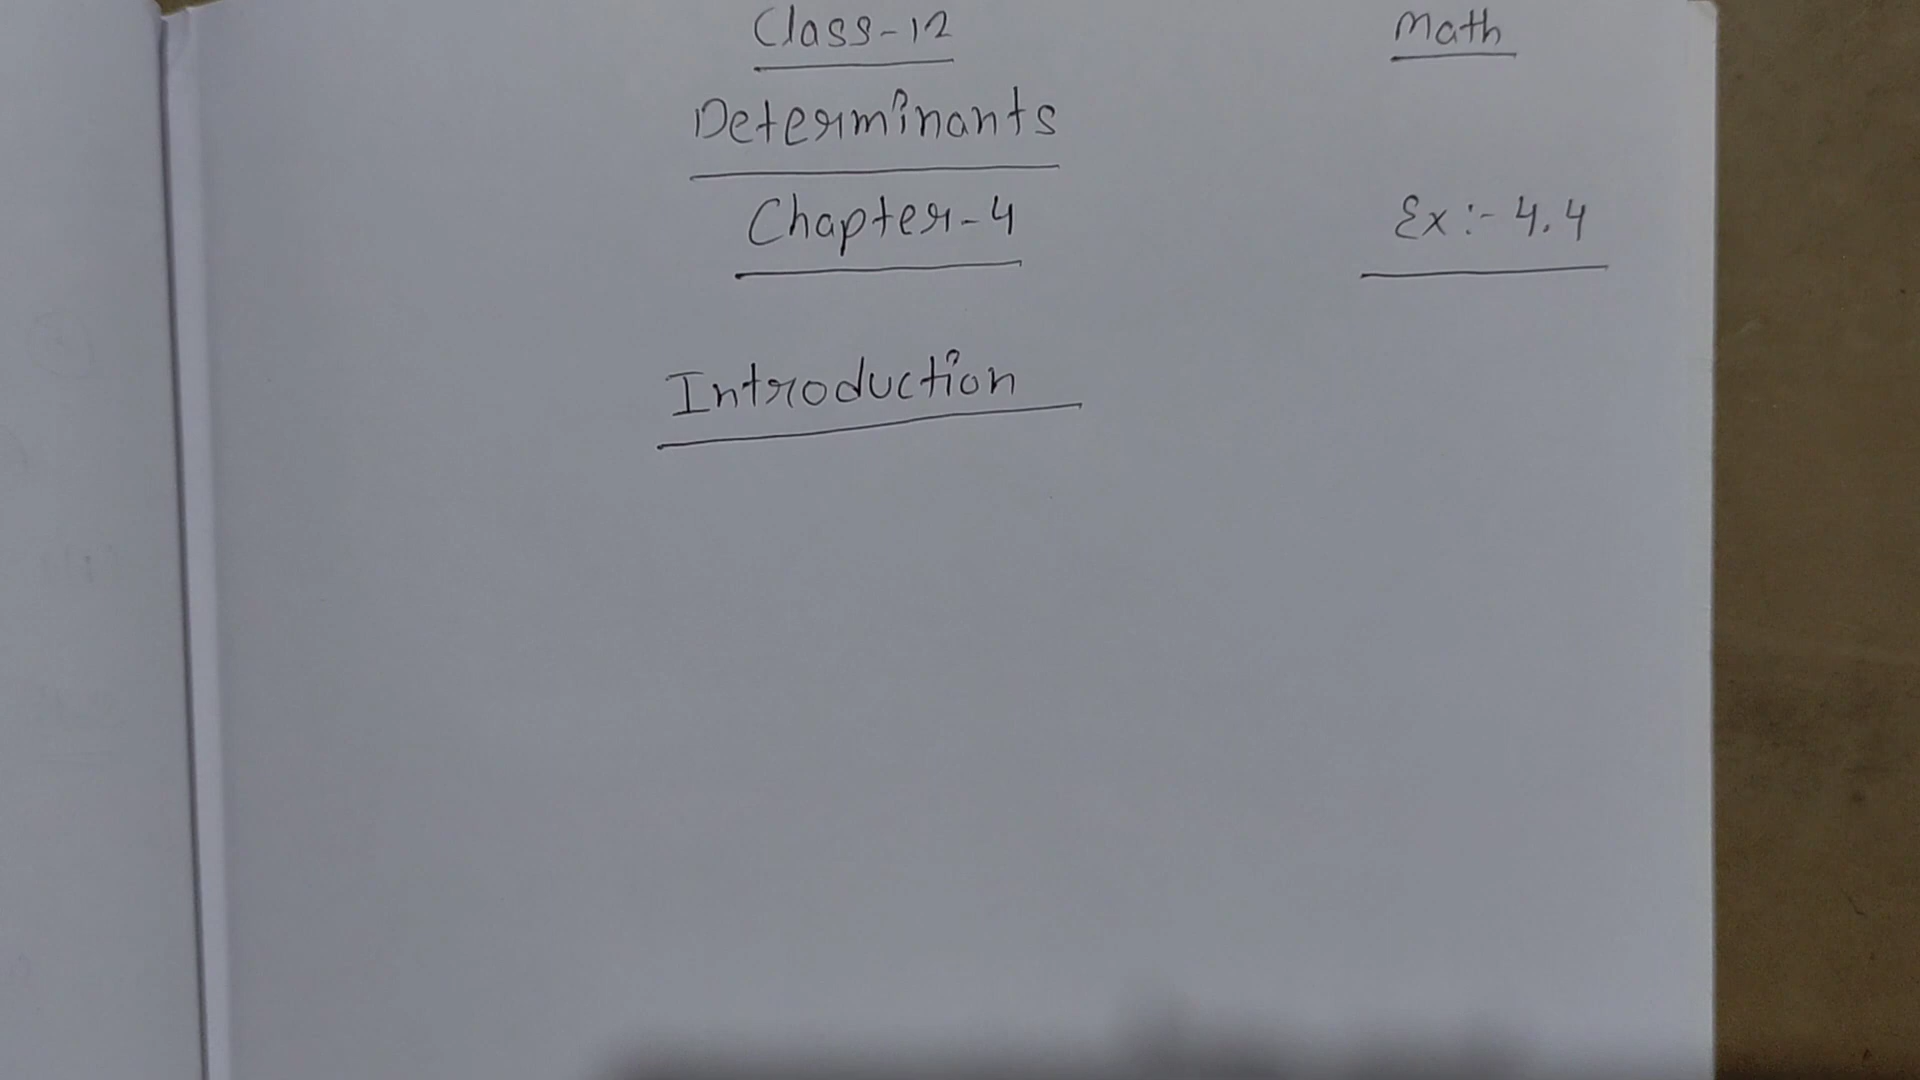 Class-12 Math
Determinants
Chapter-4 Ex:- 4.4
Introduction